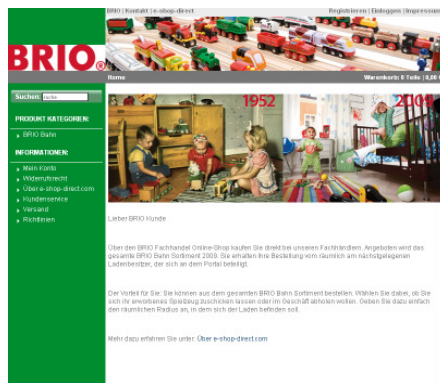 BRIO | Kontakt | e-shop-direct
Registrieren | Einloggen | Impressum
BRIO®
Home
Warenkorb: 0 Teile | 0,00 €
Suchen: suche
1952
2009
PRODUKT KATEGORIEN:
BRIO Bahn
INFORMATIONEN:
Mein Konto
Widerrufsrecht
Über e-shop-direct.com
Kundenservice
Versand
Richtlinien
Lieber BRIO Kunde
Über den BRIO Fachhandel Online-Shop kaufen Sie direkt bei unseren Fachhändlern. Angeboten wird das
gesamte BRIO Bahn Sortiment 2009. Sie erhalten Ihre Bestellung vom räumlich am nächstgelegenen
Ladenbesitzer, der sich am dem Portal beteiligt.
Der Vorteil für Sie: Sie können aus dem gesamten BRIO Bahn Sortiment bestellen. Wählen Sie dabei, ob Sie
sich ihr erworbenes Spielzeug zuschicken lassen oder im Geschäft abholen wollen. Geben Sie dazu einfach
den räumlichen Radius an, in dem sich der Laden befinden soll.
Mehr dazu erfahren Sie unter: Über e-shop-direct.com